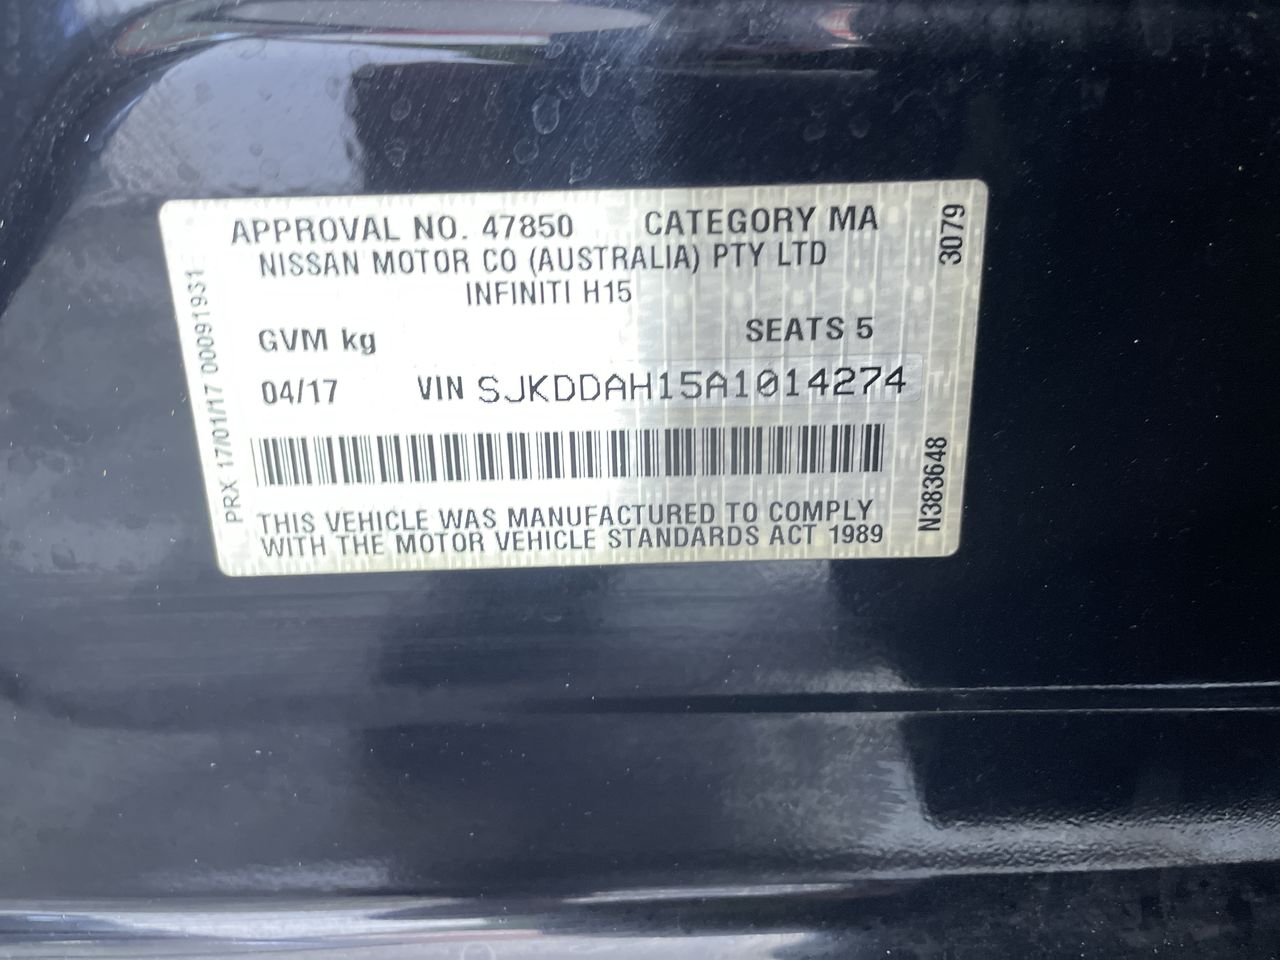 APPROVAL NO. 47850 CATEGORY MA
NISSAN MOTOR CO (AUSTRALIA) PTY LTD
INFINITI H15
GVM kg SEATS 5
04/17 VIN SJKDDAH15A1014274
THIS VEHICLE WAS MANUFACTURED TO COMPLY
WITH THE MOTOR VEHICLE STANDARDS ACT 1989
PRX 17/01/17 00091931
3079
N383648